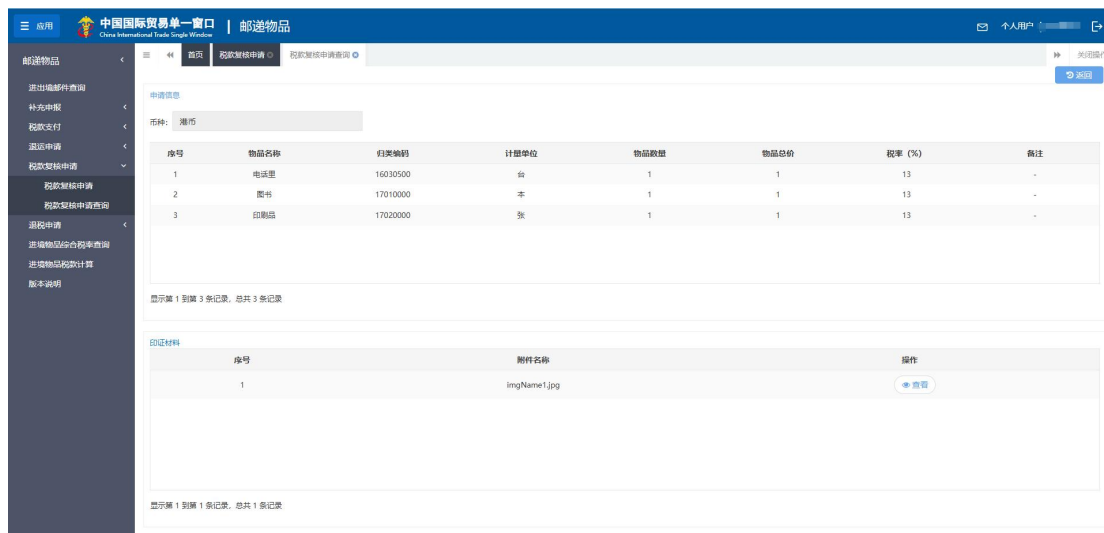 应用
中国国际贸易单一窗口 | 邮递物品
China International Trade Single Window
个人用户
邮递物品
首页
税款复核申请
税款复核申请查询
关闭操作
返回
进出境邮件查询
补充申报
税款支付
退运申请
税款复核申请
税款复核申请
税款复核申请查询
退税申请
进境物品综合税率查询
进境物品税款计算
版本说明
申请信息
币种: 港币
序号 物品名称 归类编码 计量单位 物品数量 物品总价 税率 (%) 备注
1 电话里 16030500 台 1 1 13 -
2 图书 17010000 本 1 1 13 -
3 印刷品 17020000 张 1 1 13 -
显示第 1 到第 3 条记录, 总共 3 条记录
印证材料
序号 附件名称 操作
1 imgName1.jpg 查看
显示第 1 到第 1 条记录, 总共 1 条记录